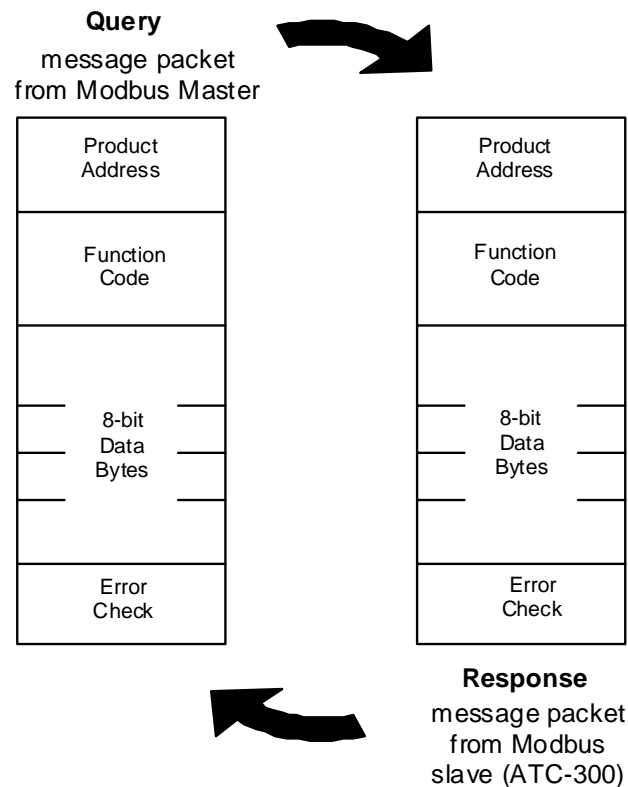 Query
message packet
from Modbus Master
Product
Address
Function
Code
8-bit
Data
Bytes
Error
Check
Product
Address
Function
Code
8-bit
Data
Bytes
Error
Check
Response
message packet
from Modbus
slave (ATC-300)